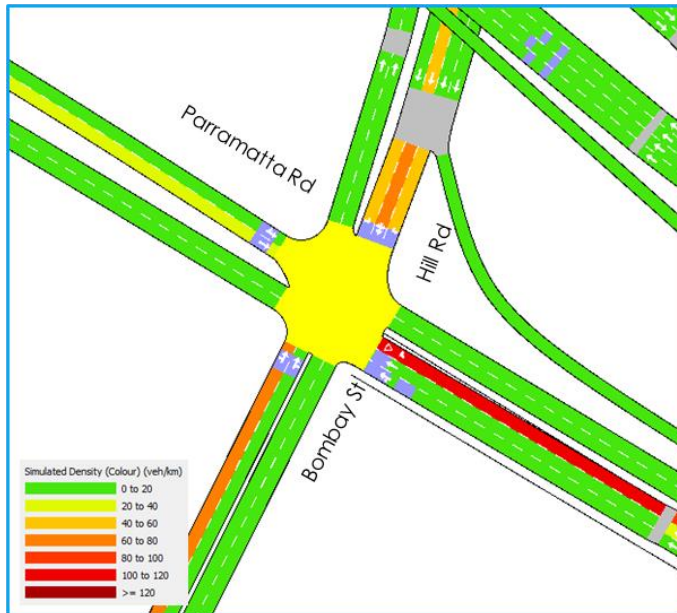 Parramatta Rd
Hill Rd
Bombay St
Simulated Density (Colour) (veh/km)
0 to 20
20 to 40
40 to 60
60 to 80
80 to 100
100 to 120
>= 120